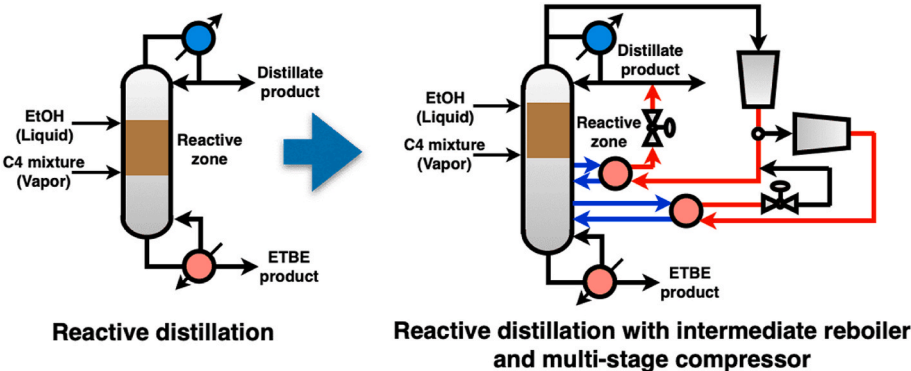 Distillate
product
EtOH
(Liquid)
Reactive
zone
C4 mixture
(Vapor)
ETBE
product
Reactive distillation
Distillate
product
EtOH
(Liquid)
Reactive
zone
C4 mixture
(Vapor)
ETBE
product
Reactive distillation with intermediate reboiler
and multi-stage compressor